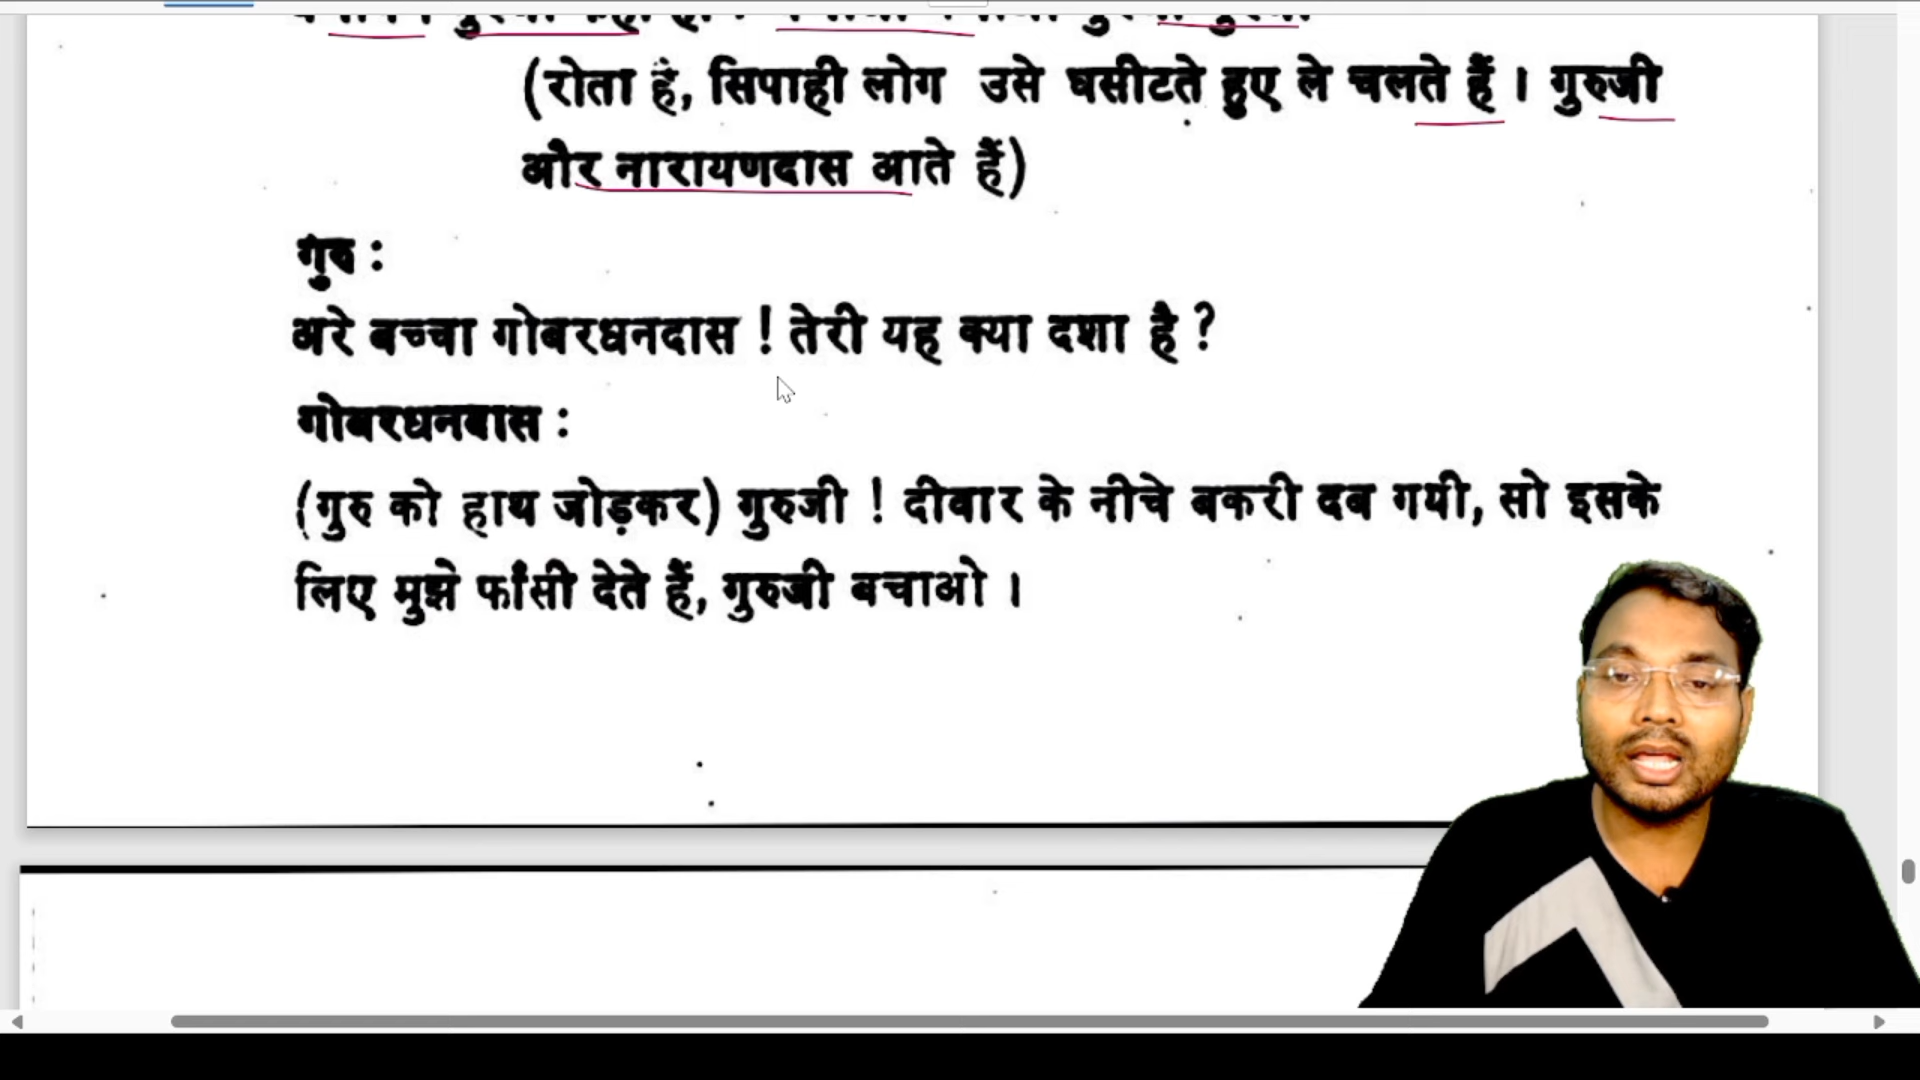 (रोता है, सिपाही लोग उसे घसीटते हुए ले चलते हैं । गुरुजी
और नारायणदास आते हैं)
गुरु :
अरे बच्चा गोबरधनदास ! तेरी यह क्या दशा है ?
गोबरधनदास :
(गुरु को हाथ जोड़कर) गुरुजी ! दीवार के नीचे बकरी दब गयी, सो इसके
लिए मुझे फाँसी देते हैं, गुरुजी बचाओ ।